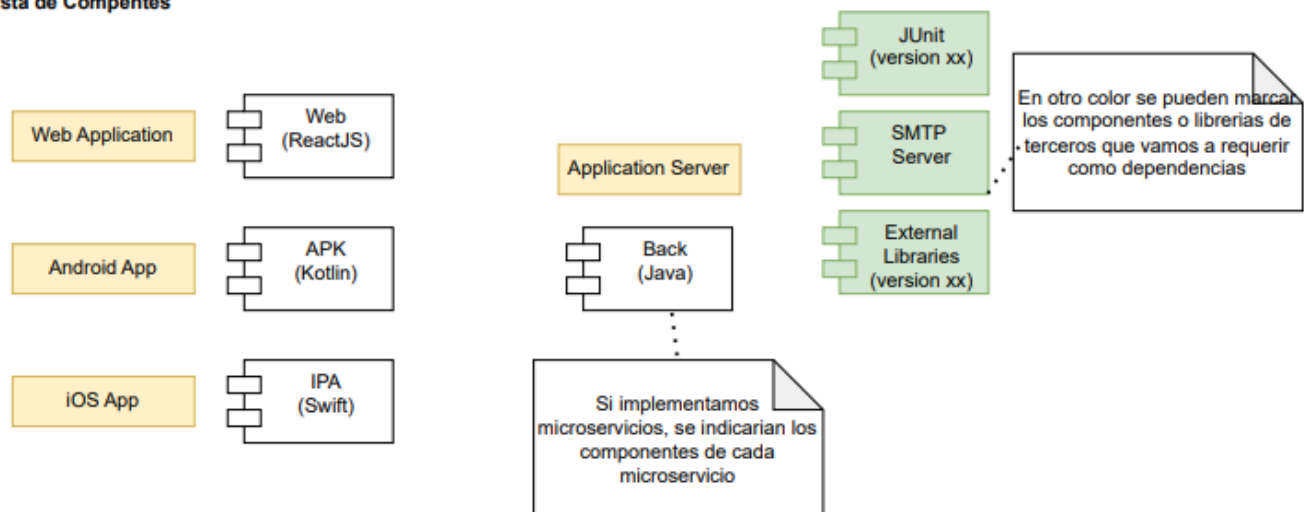 sta de Compentes
JUnit
(version xx)
En otro color se pueden marcar
los componentes o librerias de
terceros que vamos a requerir
como dependencias
Web Application
Web
(ReactJS)
SMTP
Server
Application Server
External
Libraries
(version xx)
Android App
APK
(Kotlin)
Back
(Java)
iOS App
IPA
(Swift)
Si implementamos
microservicios, se indicarian los
componentes de cada
microservicio